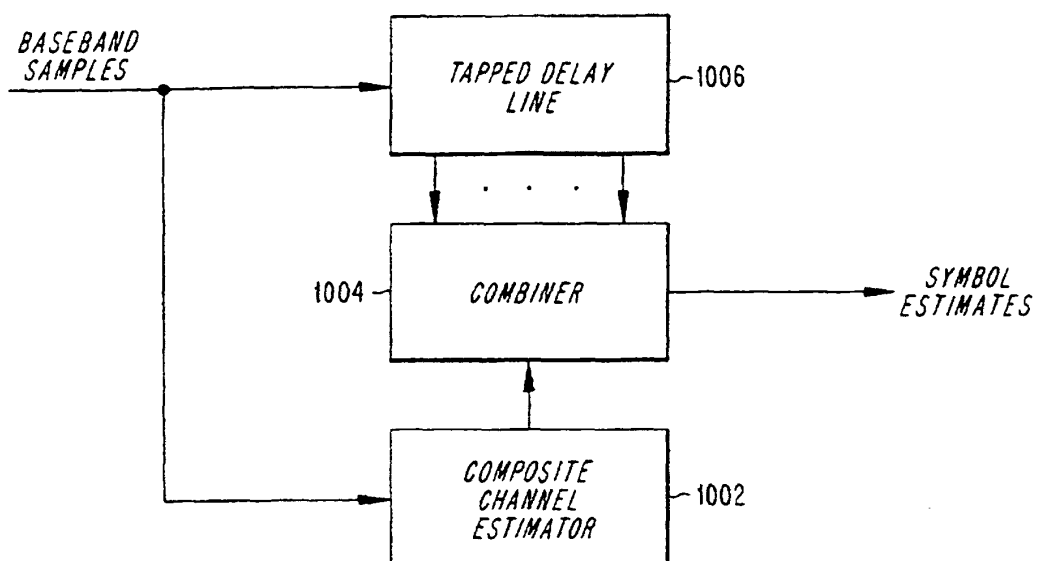 BASEBAND
SAMPLES
TAPPED DELAY
LINE
1006
1004
COMBINER
SYMBOL
ESTIMATES
COMPOSITE
CHANNEL
ESTIMATOR
1002